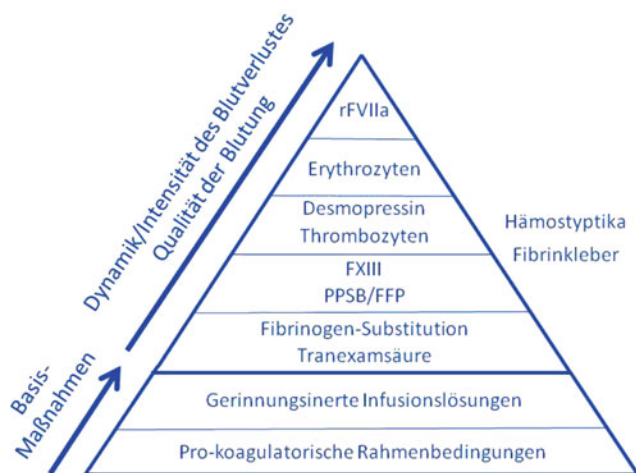 Dynamik/Intensität des Blutverlustes
Qualität der Blutung
Basis-
Maßnahmen
rFVIIa
Erythrozyten
Desmopressin
Thrombozyten
FXIII
PPSB/FFP
Fibrinogen-Substitution
Tranexamsäure
Gerinnungsinerte Infusionslösungen
Pro-koagulatorische Rahmenbedingungen
Hämostyptika
Fibrinkleber